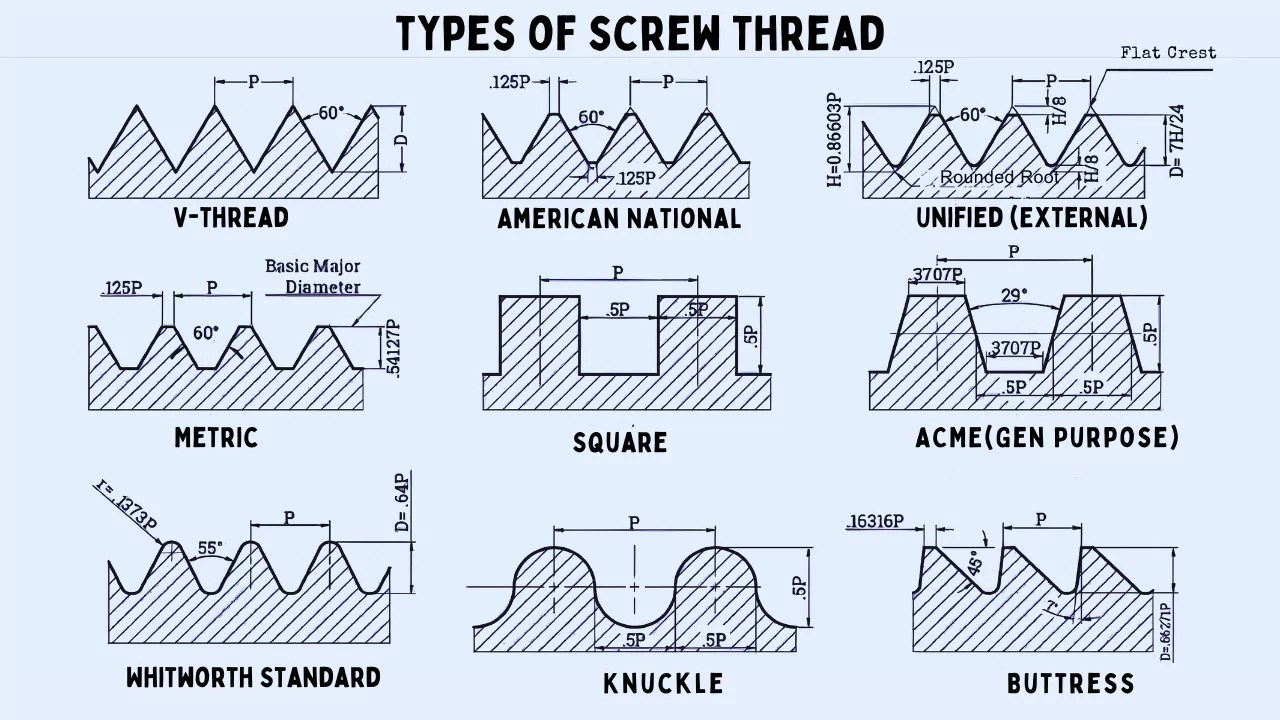 TYPES OF SCREW THREAD
P
60°
D
V-THREAD
.125P
P
60°
.125P
AMERICAN NATIONAL
Flat Crest
.125P
P
60°
H/8
H=0.86603P
D= 7H/24
H/8
Rounded Root
UNIFIED (EXTERNAL)
Basic Major
Diameter
.125P
P
60°
.54127P
METRIC
P
.5P
.5P
.5P
SQUARE
P
.3707P
29°
.3707P
.5P
.5P
.5P
ACME(GEN PURPOSE)
r= .1373P
P
55°
D= .64P
WHITWORTH STANDARD
P
.5P
.5P
.5P
KNUCKLE
.16316P
P
45°
7°
D=.66271P
BUTTRESS